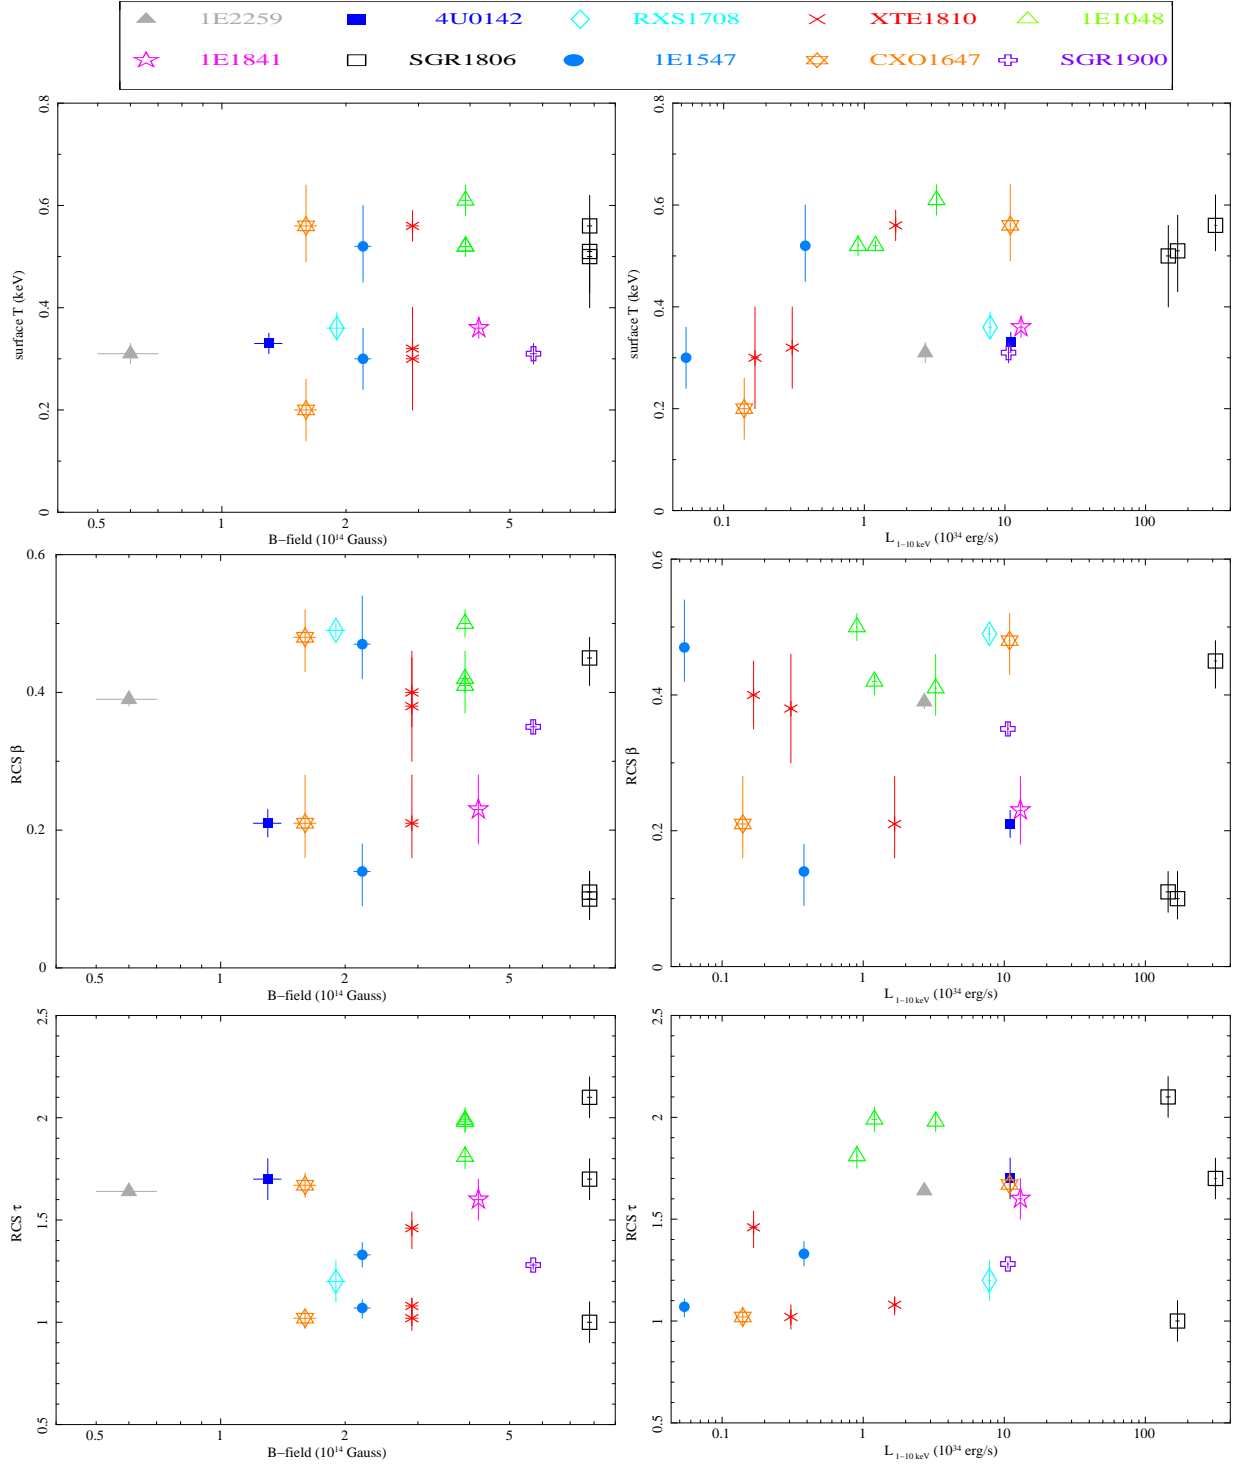 1E2259 4U0142 RXS1708 XTE1810 1E1048
1E1841 SGR1806 1E1547 CXO1647 SGR1900
surface T (keV)
0 0.2 0.4 0.6 0.8
0.5 1 2 5
B−field (10¹⁴ Gauss)
surface T (keV)
0 0.2 0.4 0.6 0.8
0.1 1 10 100
L 1−10 keV (10³⁴ erg/s)
RCS β
0 0.2 0.4 0.6
0.5 1 2 5
B−field (10¹⁴ Gauss)
RCS β
0 0.2 0.4 0.6
0.1 1 10 100
L 1−10 keV (10³⁴ erg/s)
RCS τ
0.5 1 1.5 2 2.5
0.5 1 2 5
B−field (10¹⁴ Gauss)
RCS τ
0.5 1 1.5 2 2.5
0.1 1 10 100
L 1−10 keV (10³⁴ erg/s)